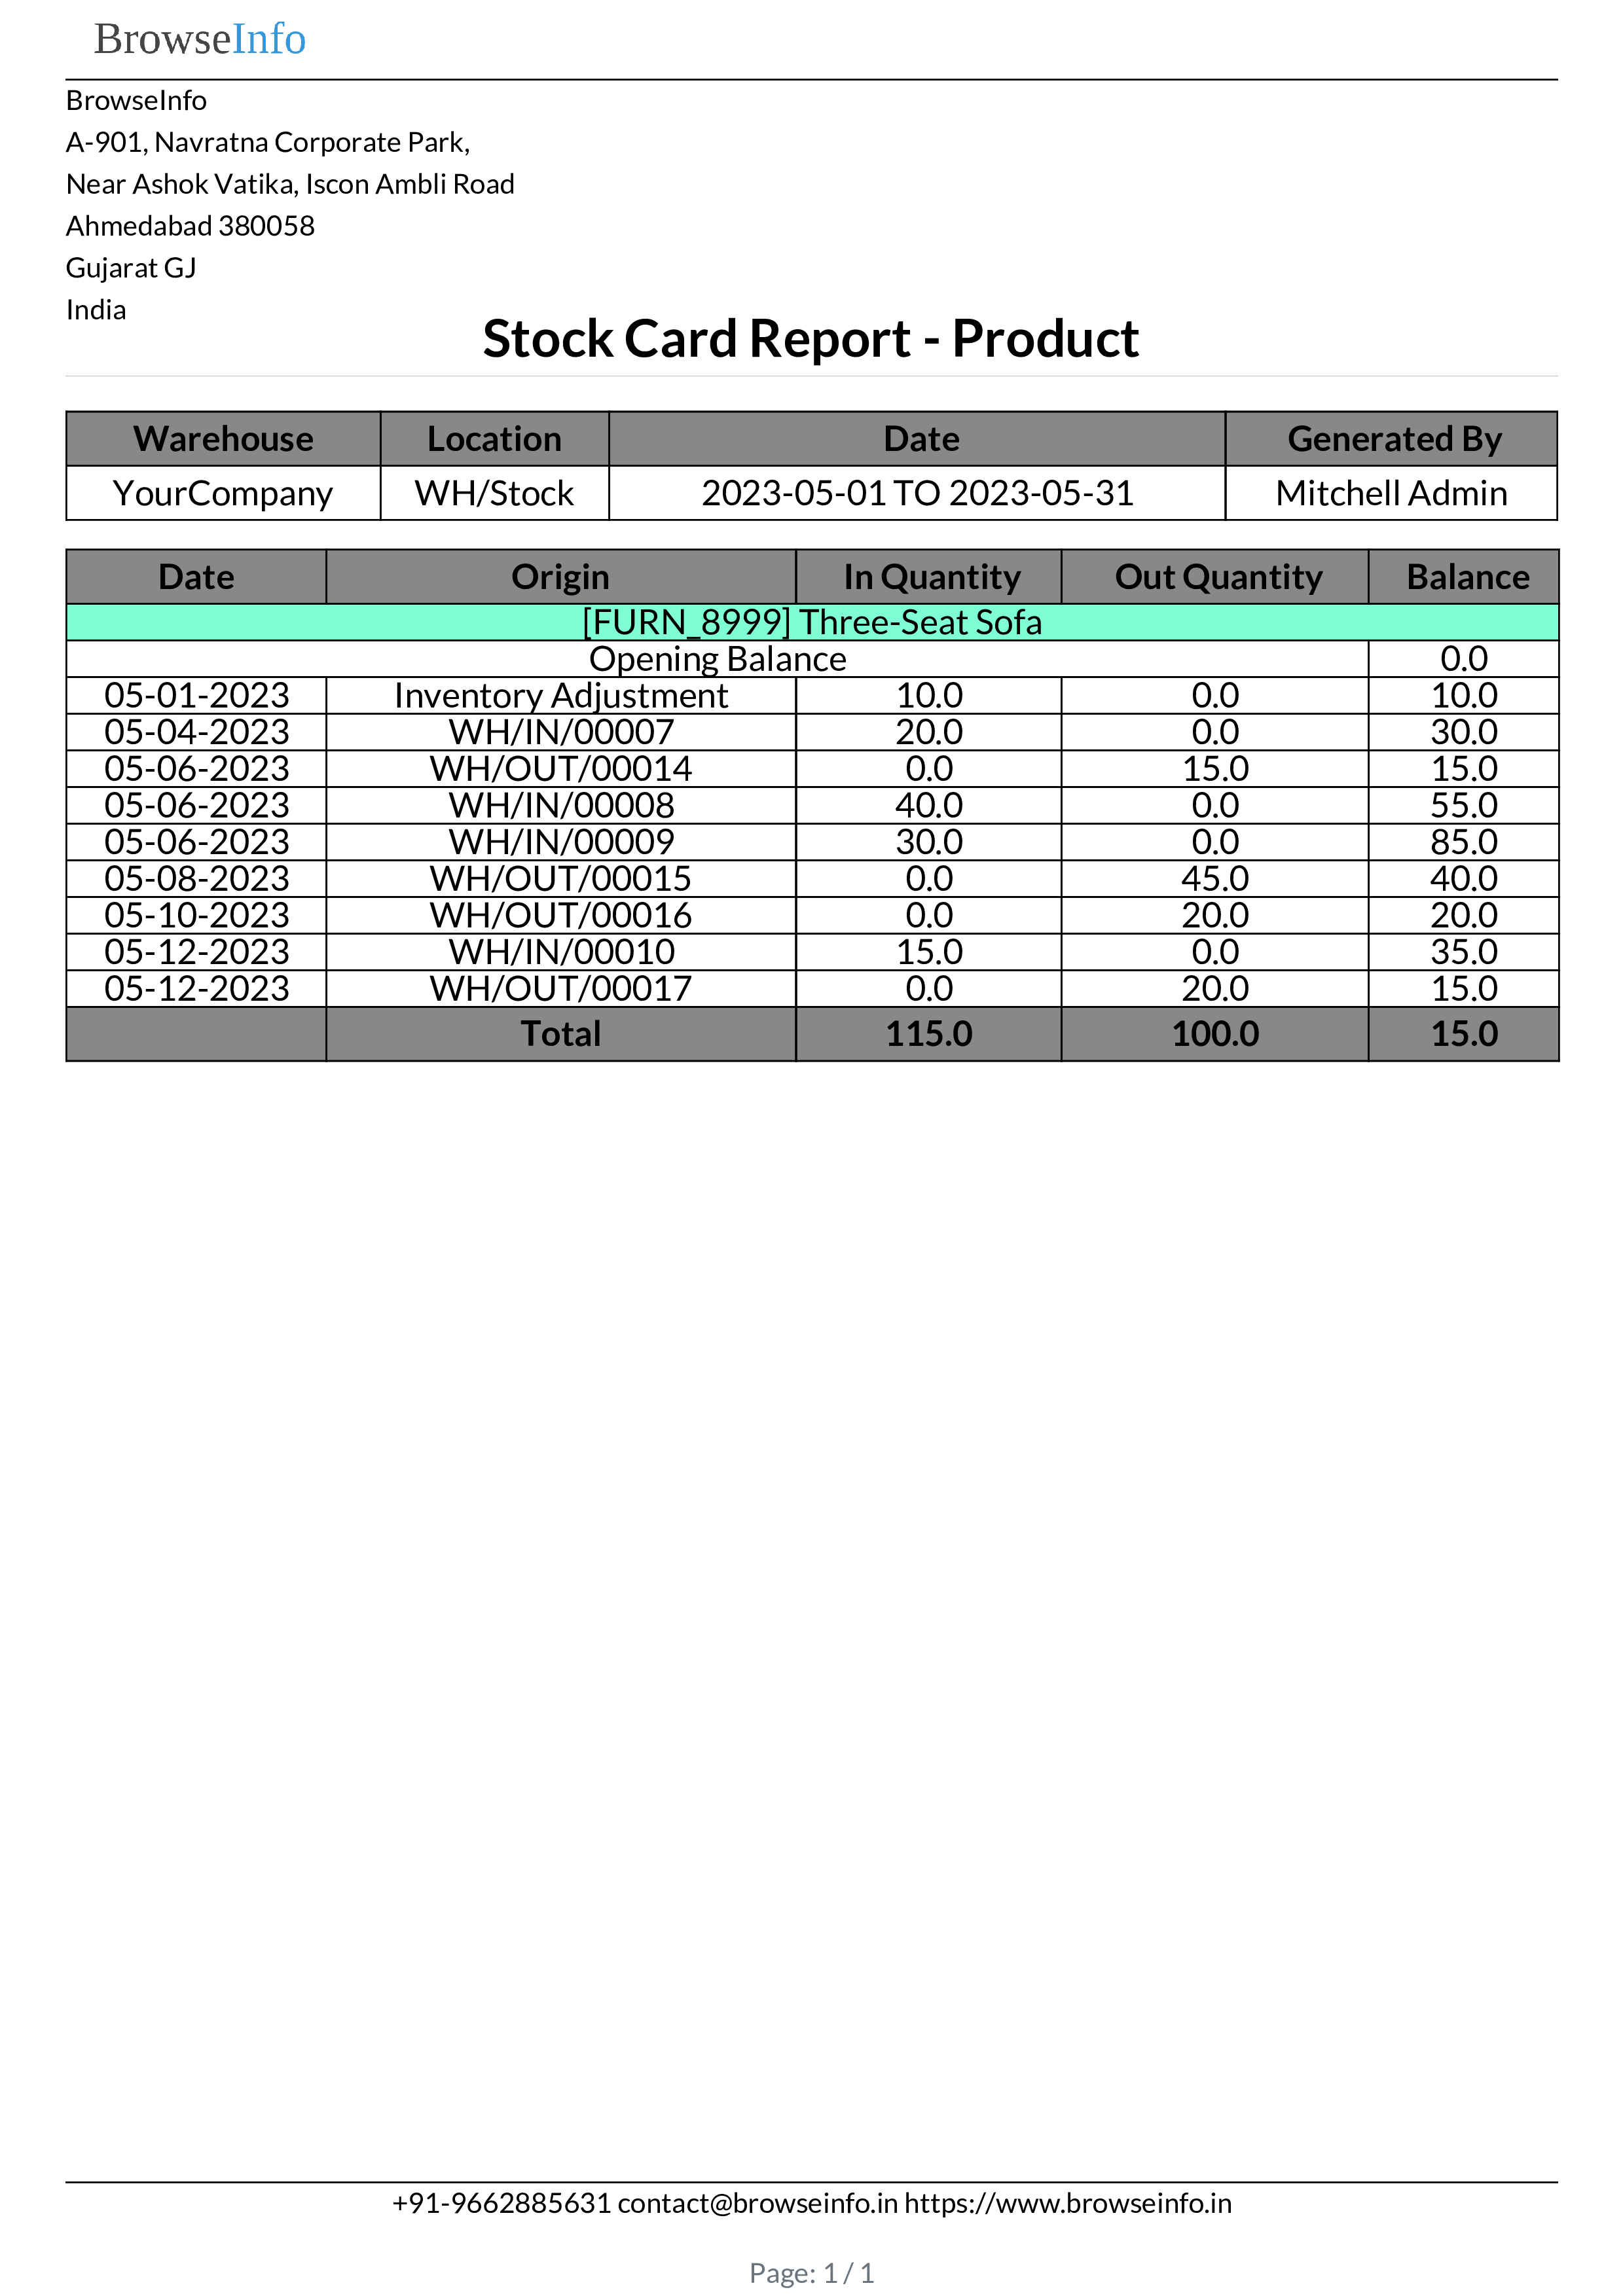 BrowseInfo
BrowseInfo
A-901, Navratna Corporate Park,
Near Ashok Vatika, Iscon Ambli Road
Ahmedabad 380058
Gujarat GJ
India
Stock Card Report - Product
Warehouse Location Date Generated By
YourCompany WH/Stock 2023-05-01 TO 2023-05-31 Mitchell Admin
Date Origin In Quantity Out Quantity Balance
[FURN_8999] Three-Seat Sofa
Opening Balance 0.0
05-01-2023 Inventory Adjustment 10.0 0.0 10.0
05-04-2023 WH/IN/00007 20.0 0.0 30.0
05-06-2023 WH/OUT/00014 0.0 15.0 15.0
05-06-2023 WH/IN/00008 40.0 0.0 55.0
05-06-2023 WH/IN/00009 30.0 0.0 85.0
05-08-2023 WH/OUT/00015 0.0 45.0 40.0
05-10-2023 WH/OUT/00016 0.0 20.0 20.0
05-12-2023 WH/IN/00010 15.0 0.0 35.0
05-12-2023 WH/OUT/00017 0.0 20.0 15.0
Total 115.0 100.0 15.0
+91-9662885631 contact@browseinfo.in https://www.browseinfo.in
Page: 1 / 1